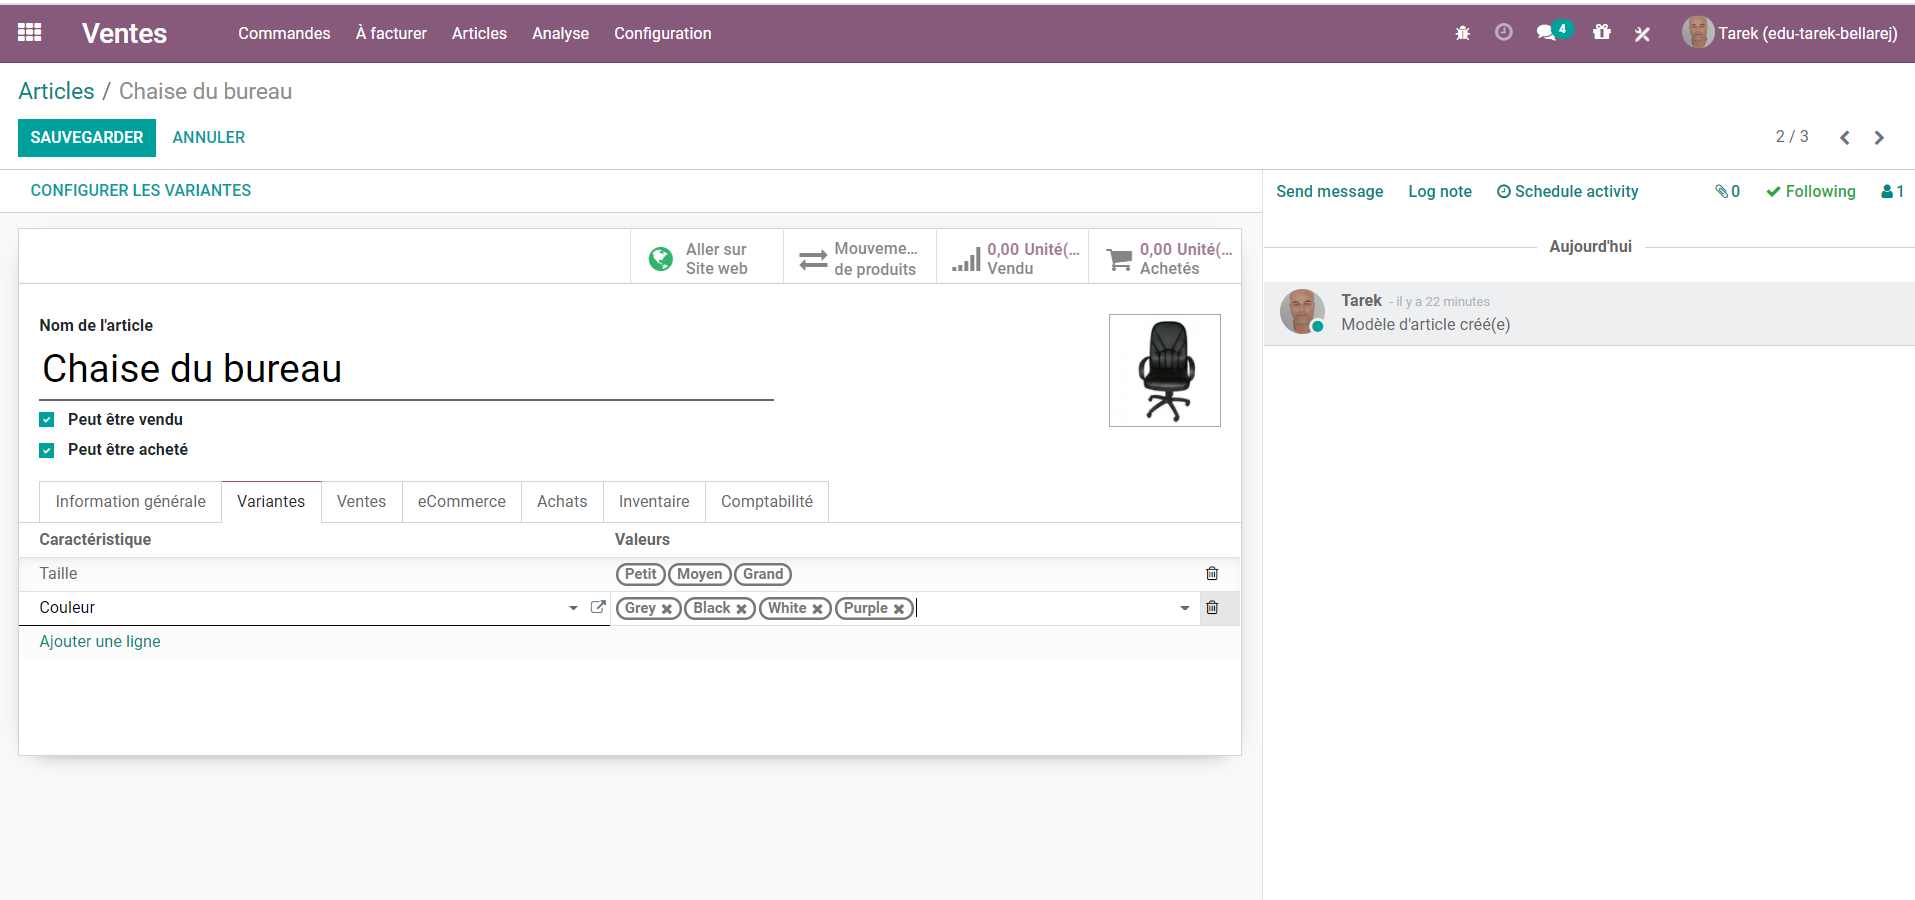 Ventes Commandes À facturer Articles Analyse Configuration 4 Tarek (edu-tarek-bellarej)
Articles / Chaise du bureau
SAUVEGARDER ANNULER 2 / 3
CONFIGURER LES VARIANTES
Send message Log note Schedule activity 0 Following 1
Aller sur
Site web
Mouveme...
de produits
0,00 Unité(...
Vendu
0,00 Unité(...
Achetés
Aujourd'hui
Tarek - il y a 22 minutes
Modèle d'article créé(e)
Nom de l'article
Chaise du bureau
Peut être vendu
Peut être acheté
Information générale Variantes Ventes eCommerce Achats Inventaire Comptabilité
Caractéristique Valeurs
Taille Petit Moyen Grand
Couleur Grey Black White Purple
Ajouter une ligne